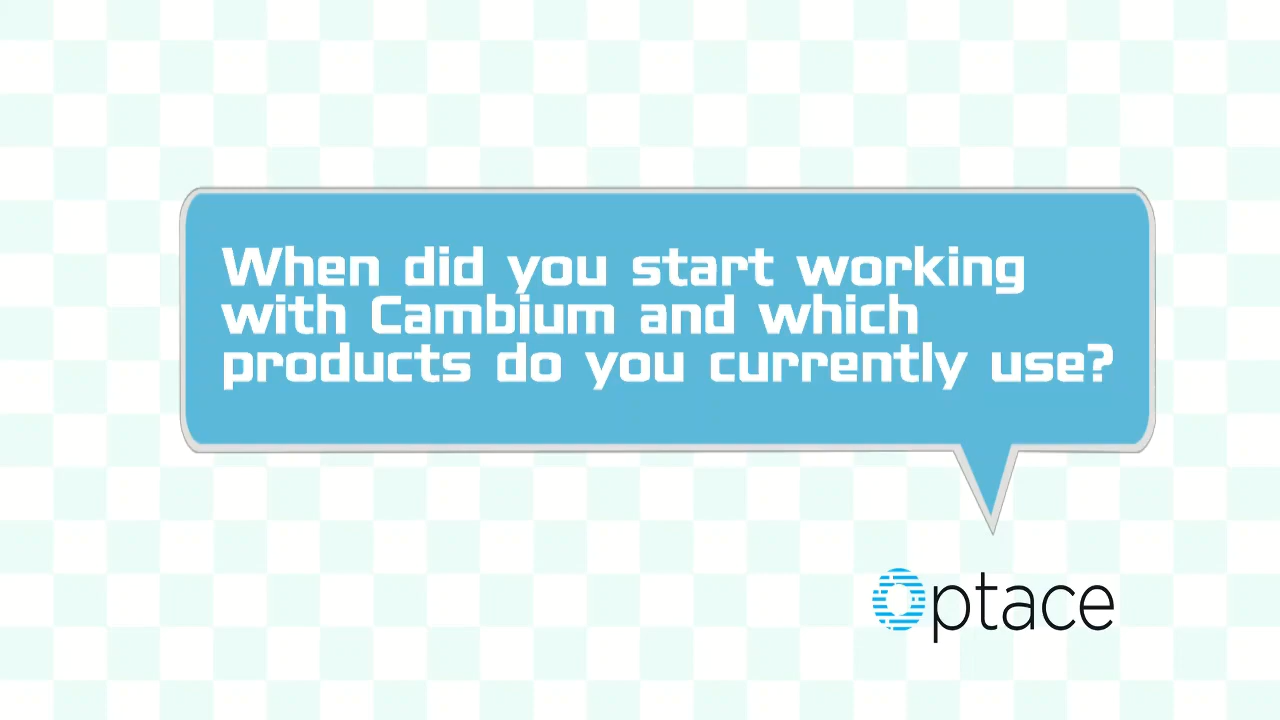 When did you start working
with Cambium and which
products do you currently use?
Optace